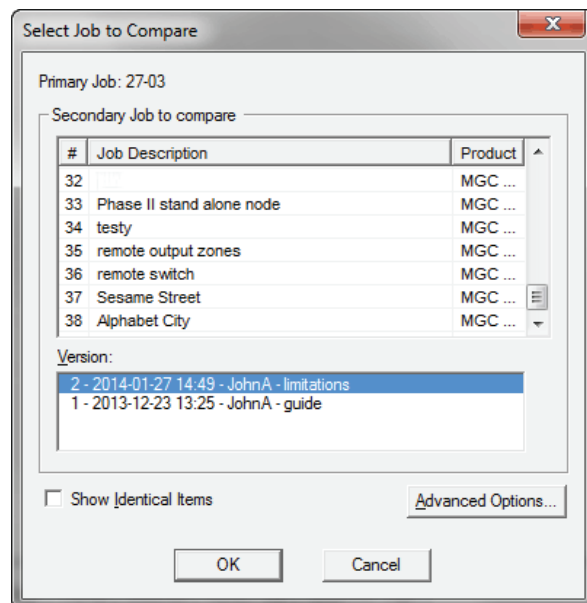 Select Job to Compare
Primary Job: 27-03
Secondary Job to compare
# Job Description Product
32 MGC ...
33 Phase II stand alone node MGC ...
34 testy MGC ...
35 remote output zones MGC ...
36 remote switch MGC ...
37 Sesame Street MGC ...
38 Alphabet City MGC ...
Version:
2 - 2014-01-27 14:49 - JohnA - limitations
1 - 2013-12-23 13:25 - JohnA - guide
Show Identical Items
Advanced Options...
OK Cancel